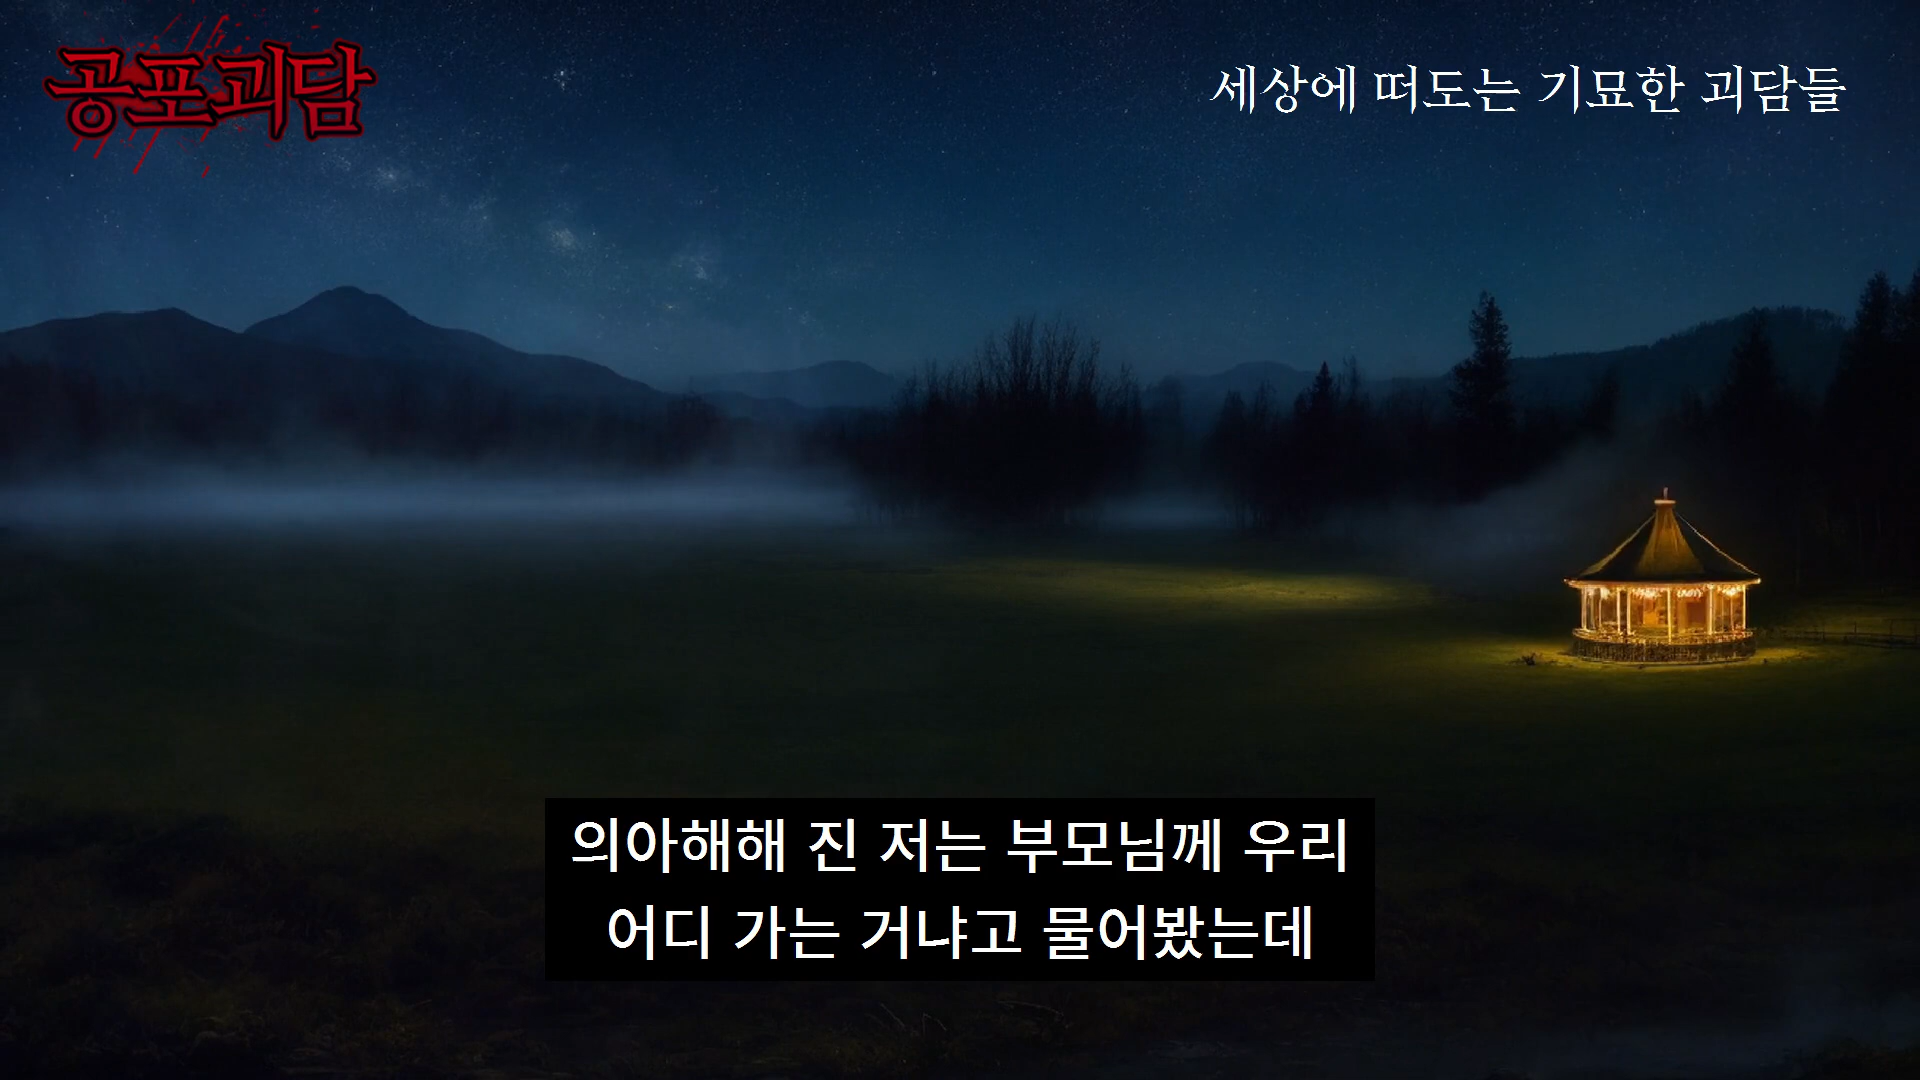 공포괴담
세상에 떠도는 기묘한 괴담들
의아해해 진 저는 부모님께 우리
어디 가는 거냐고 물어봤는데